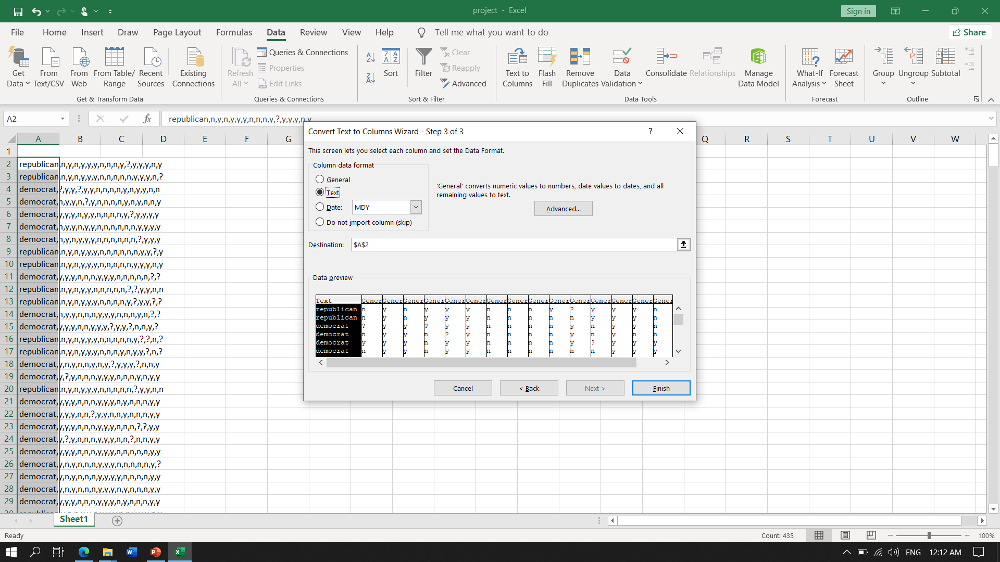 project - Excel
Sign in
File Home Insert Draw Page Layout Formulas Data Review View Help Tell me what you want to do Share
Get Data
From Text/CSV
From Web
From Table/ Range
Recent Sources
Existing Connections
Refresh All
Queries & Connections
Properties
Edit Links
Sort
Filter
Clear
Reapply
Advanced
Text to Columns
Flash Fill
Remove Duplicates
Data Validation
Consolidate
Relationships
Manage Data Model
What-If Analysis
Forecast Sheet
Group
Ungroup
Subtotal
Get & Transform Data
Queries & Connections
Sort & Filter
Data Tools
Forecast
Outline
A2
fx
republican,n,y,n,y,y,y,n,n,n,y,?,y,y,y,n,y
A B C D E F G Q R S T U V W
1
2 republican,n,y,n,y,y,y,n,n,n,y,?,y,y,y,n,y
3 republican,n,y,n,y,y,y,n,n,n,n,n,y,y,y,n,?
4 democrat,?,y,y,?,y,y,n,n,n,n,y,n,y,y,n,n
5 democrat,n,y,y,n,?,y,n,n,n,n,y,n,y,n,n,y
6 democrat,y,y,y,n,y,y,n,n,n,n,y,?,y,y,y,y
7 democrat,n,y,y,n,y,y,n,n,n,n,n,n,y,y,y,y
8 democrat,n,y,n,y,y,y,n,n,n,n,n,n,?,y,y,y
9 republican,n,y,n,y,y,y,n,n,n,n,n,n,y,y,?,y
10 republican,n,y,n,y,y,y,n,n,n,n,n,y,y,y,n,y
11 democrat,y,y,y,n,n,n,y,y,y,n,n,n,n,n,?,?
12 republican,n,y,n,y,y,n,n,n,n,n,?,?,y,y,n,n
13 republican,n,y,n,y,y,y,n,n,n,n,y,?,y,y,?,?
14 democrat,n,y,y,n,n,n,y,y,y,n,n,n,y,n,?,?
15 democrat,y,y,y,n,n,y,y,y,?,y,y,?,n,n,y,?
16 republican,n,y,n,y,y,y,n,n,n,n,n,y,?,?,n,?
17 republican,n,y,n,y,y,y,n,n,n,y,n,y,y,?,n,?
18 democrat,y,n,y,n,n,y,n,y,?,y,y,y,?,n,n,y
19 democrat,y,?,y,n,n,n,y,y,y,n,n,n,y,n,y,y
20 republican,n,y,n,y,y,y,n,n,n,n,n,?,y,y,n,n
21 democrat,y,y,y,n,n,n,y,y,y,n,y,n,n,n,y,y
22 democrat,y,y,y,n,n,?,y,y,n,n,y,n,n,n,y,y
23 democrat,y,y,y,n,n,n,y,y,y,n,n,n,?,?,y,y
24 democrat,y,?,y,n,n,n,y,y,y,n,n,?,n,n,y,y
25 democrat,y,y,y,n,n,n,y,y,y,n,n,n,n,n,y,y
26 democrat,y,n,y,n,n,n,y,y,y,n,n,n,n,n,y,?
27 democrat,y,n,y,n,n,n,y,y,y,y,n,n,n,n,y,y
28 democrat,y,n,y,n,n,n,y,y,y,n,y,n,n,n,y,y
29 democrat,y,y,y,n,n,n,y,y,y,n,y,n,n,n,y,y
Convert Text to Columns Wizard - Step 3 of 3
?
This screen lets you select each column and set the Data Format.
Column data format
General
Text
Date: MDY
Do not import column (skip)
'General' converts numeric values to numbers, date values to dates, and all
remaining values to text.
Advanced...
Destination: $A$2
Data preview
Text Gener Gener Gener Gener Gener Gener Gener Gener Gener Gener Gener Gener Gener Gener Gener
republican n y n y y y n n n y ? y y y n
republican n y n y y y n n n n n y y y n
democrat ? y y ? y y n n n n y n y y n
democrat n y y n ? y n n n n y n y n n
democrat y y y n y y n n n n y ? y y y
democrat n y y n y y n n n n n n y y y
Cancel
< Back
Next >
Finish
Sheet1
Ready
Count: 435
100%
ENG
12:12 AM